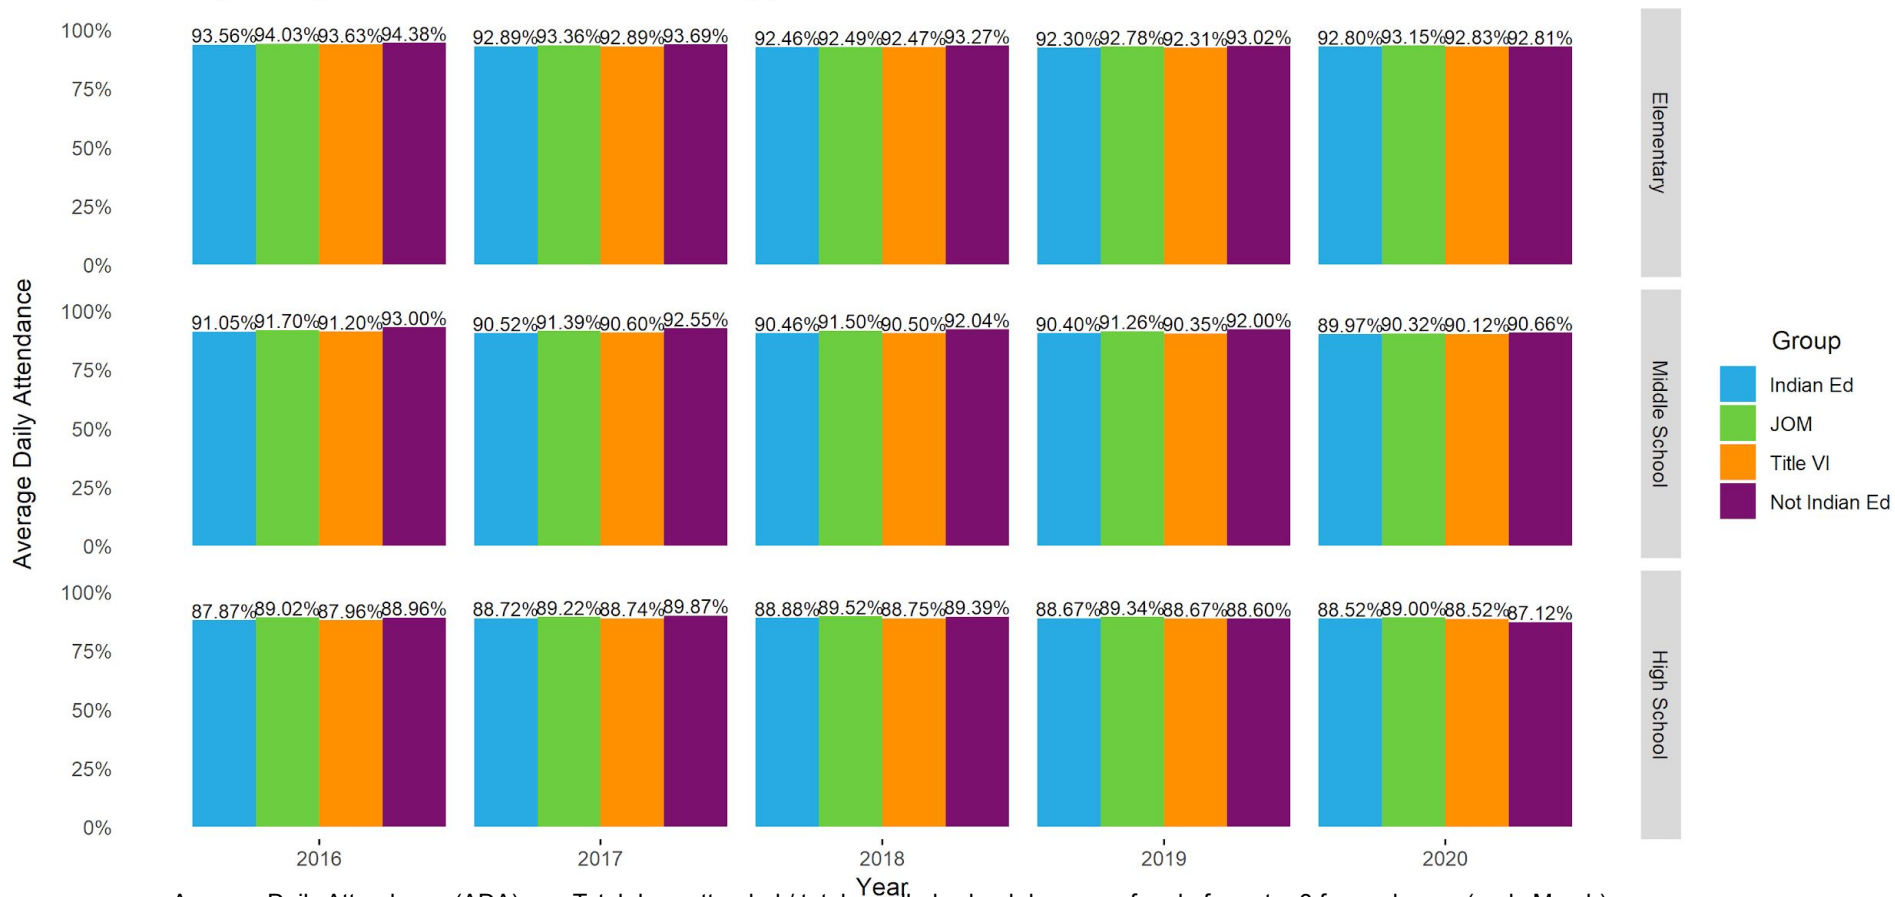 100%
93.56% 94.03% 93.63% 94.38% 92.89% 93.36% 92.89% 93.69% 92.46% 92.49% 92.47% 93.27% 92.30% 92.78% 92.31% 93.02% 92.80% 93.15% 92.83% 92.81%
75%
50%
25%
0%
Elementary
100%
91.05% 91.70% 91.20% 93.00% 90.52% 91.39% 90.60% 92.55% 90.46% 91.50% 90.50% 92.04% 90.40% 91.26% 90.35% 92.00% 89.97% 90.32% 90.12% 90.66%
75%
50%
25%
0%
Middle School
100%
87.87% 89.02% 87.96% 88.96% 88.72% 89.22% 88.74% 89.87% 88.88% 89.52% 88.75% 89.39% 88.67% 89.34% 88.67% 88.60% 88.52% 89.00% 88.52% 87.12%
75%
50%
25%
0%
High School
Average Daily Attendance
2016 2017 2018 2019 2020
Year
Group
Indian Ed
JOM
Title VI
Not Indian Ed